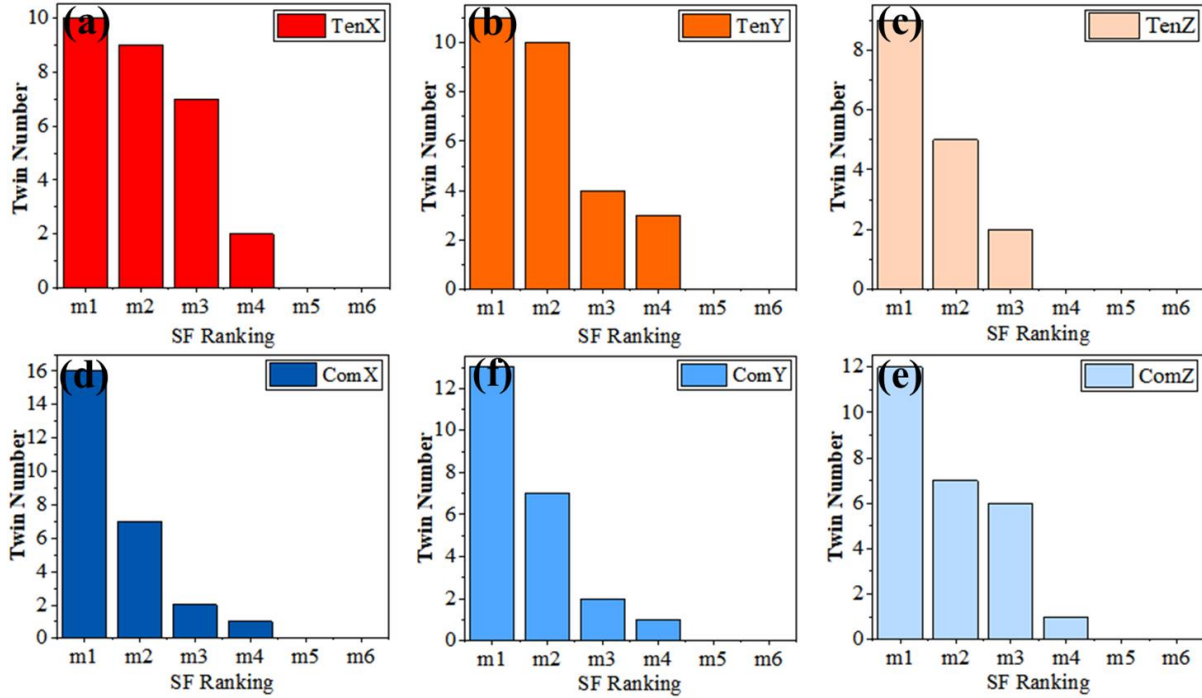 (a)
TenX
10
8
6
4
2
0
Twin Number
m1 m2 m3 m4 m5 m6
SF Ranking
(b)
TenY
10
8
6
4
2
0
Twin Number
m1 m2 m3 m4 m5 m6
SF Ranking
(c)
TenZ
8
6
4
2
0
Twin Number
m1 m2 m3 m4 m5 m6
SF Ranking
(d)
ComX
16
14
12
10
8
6
4
2
0
Twin Number
m1 m2 m3 m4 m5 m6
SF Ranking
(f)
ComY
12
10
8
6
4
2
0
Twin Number
m1 m2 m3 m4 m5 m6
SF Ranking
(e)
ComZ
12
10
8
6
4
2
0
Twin Number
m1 m2 m3 m4 m5 m6
SF Ranking